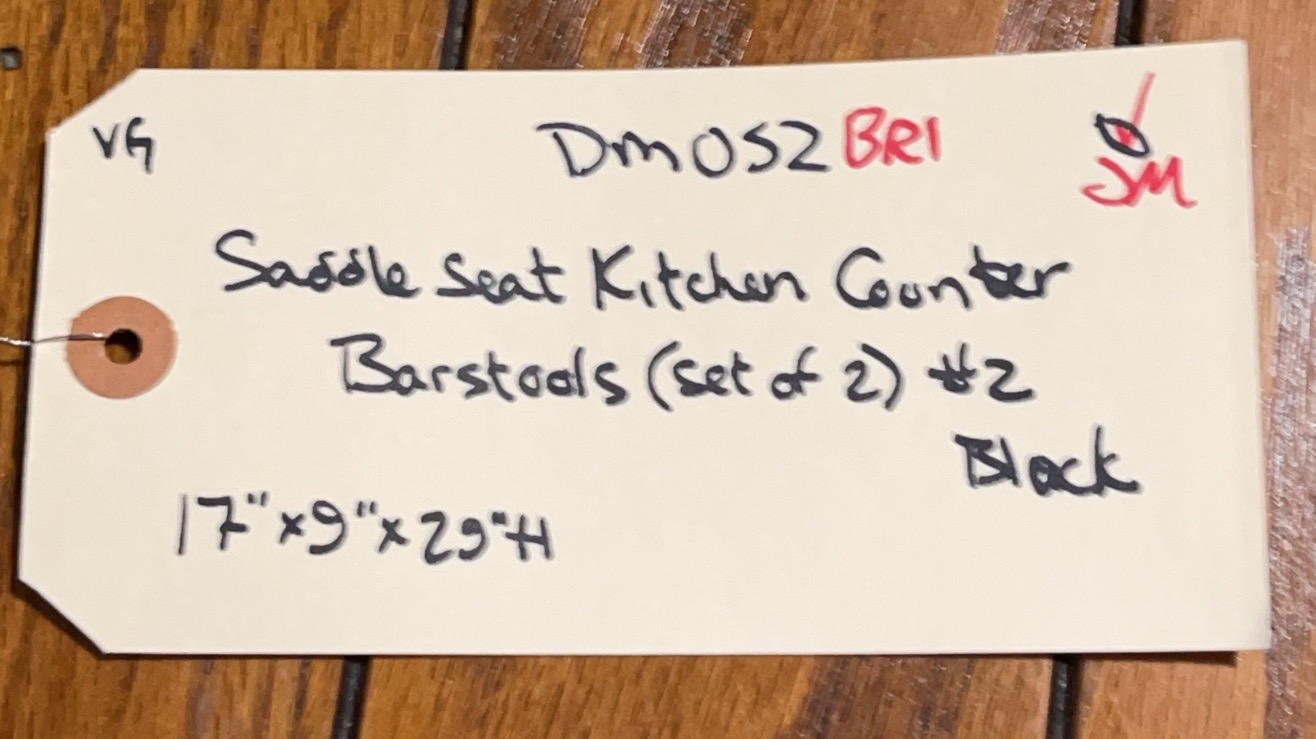 VG
Dm052 BR1
JM
Saddle Seat Kitchen Counter
Barstools (set of 2) #2
Black
17"x9"x29"H